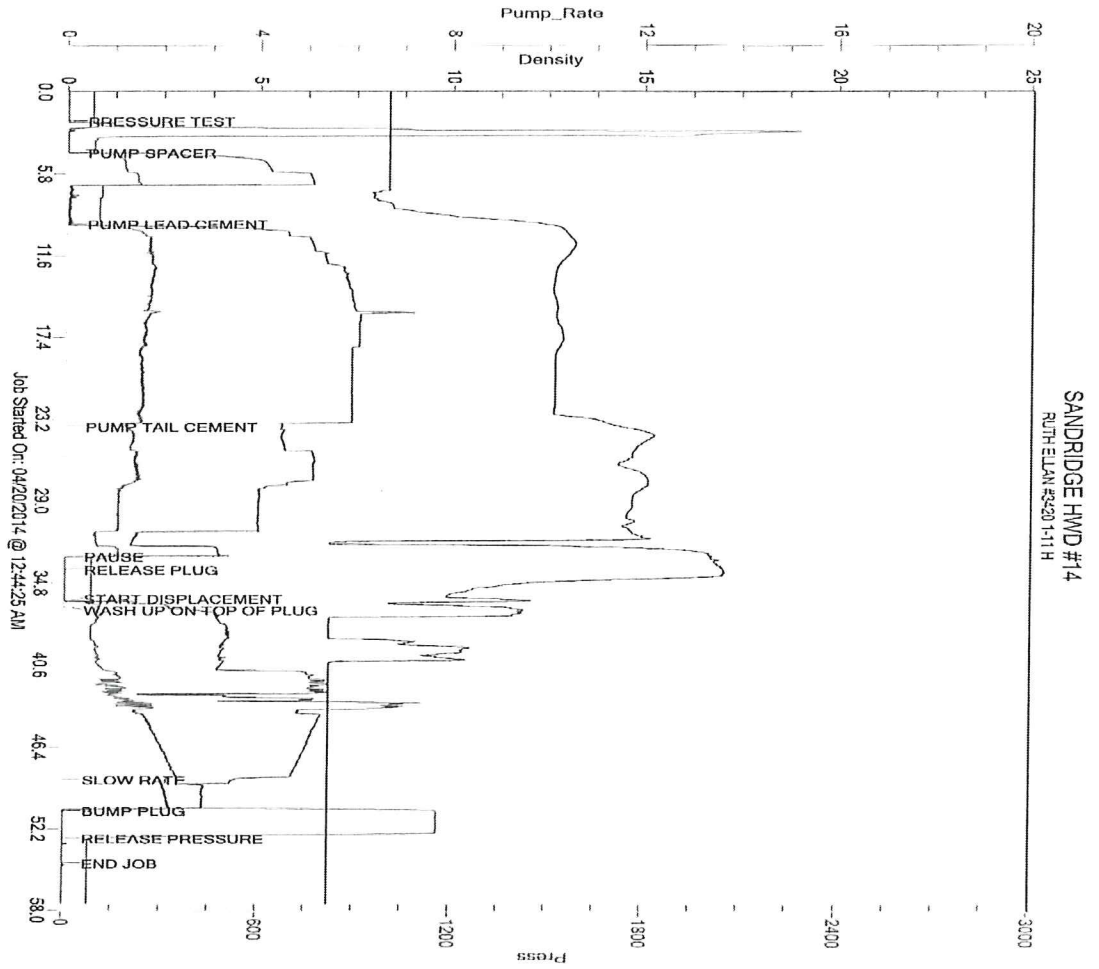 SANDRIDGE HWD #14
RUTH ELLAN #3420 1-11 H
Pump_Rate
0 4 8 12 16 20
Density
0 5 10 15 20 25
0.0
PRESSURE TEST
PUMP SPACER
5.8
PUMP LEAD CEMENT
11.6
17.4
23.2
PUMP TAIL CEMENT
29.0
PAUSE
RELEASE PLUG
34.8
START DISPLACEMENT
WASH UP ON TOP OF PLUG
40.6
46.4
SLOW RATE
BUMP PLUG
52.2
RELEASE PRESSURE
END JOB
58.0
0 600 1200 1800 2400 3000
Press
Job Started On: 04/20/2014 @ 12:44:25 AM